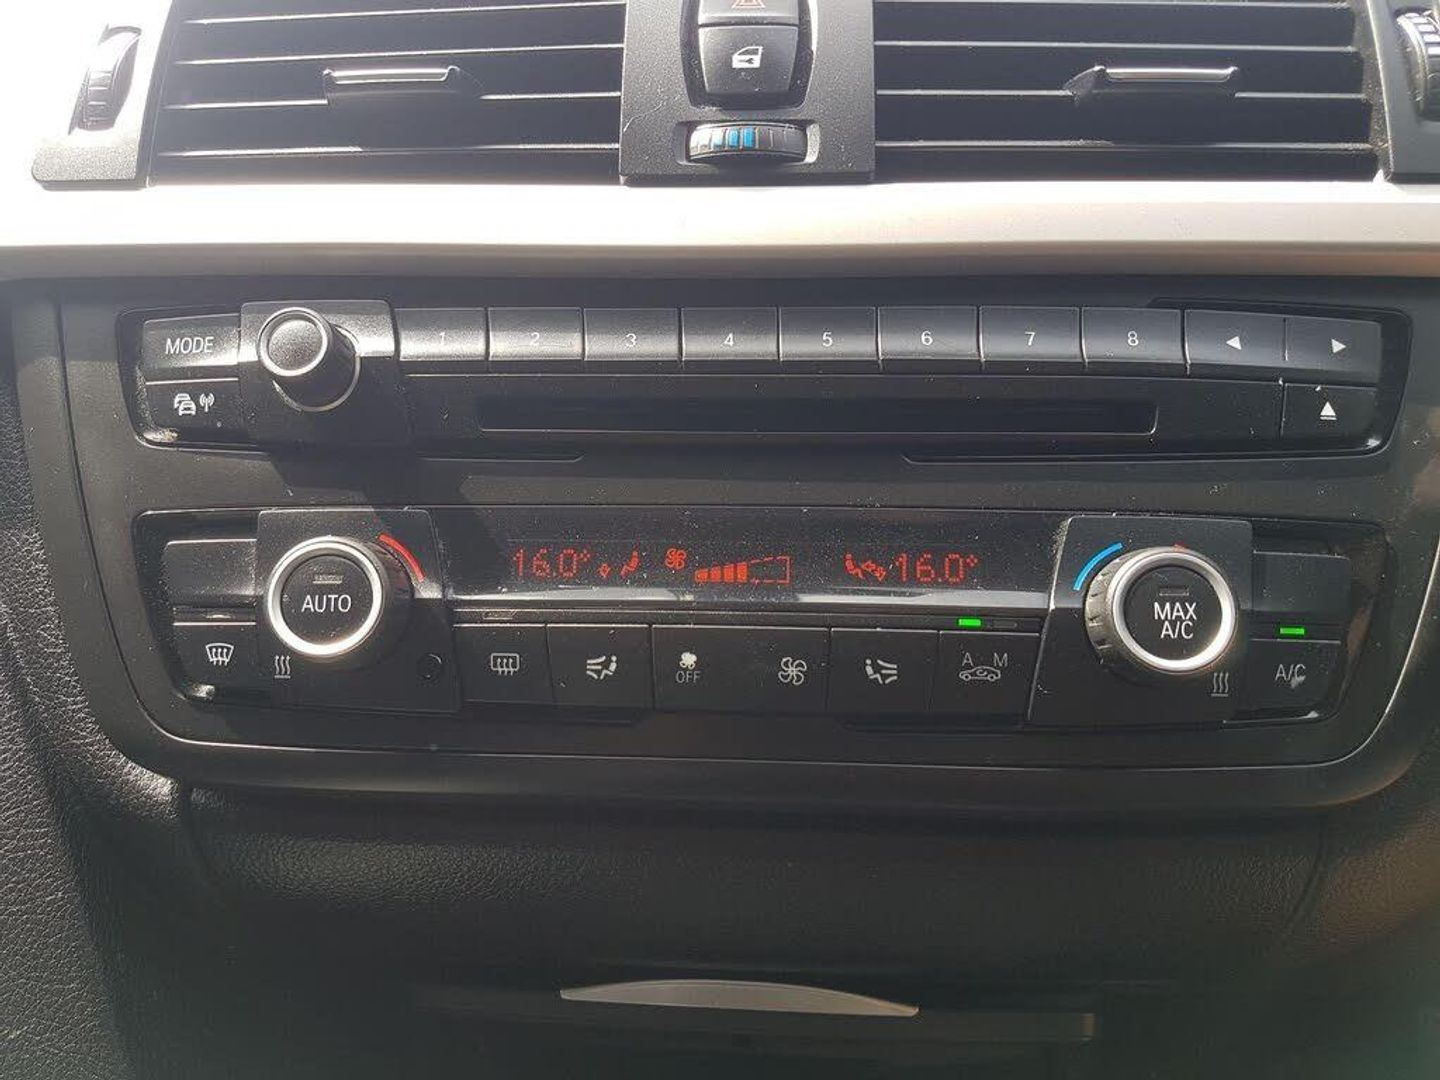 MODE 1 2 3 4 5 6 7 8
16.0° 16.0°
AUTO
MAX
A/C
OFF
A M
A/C